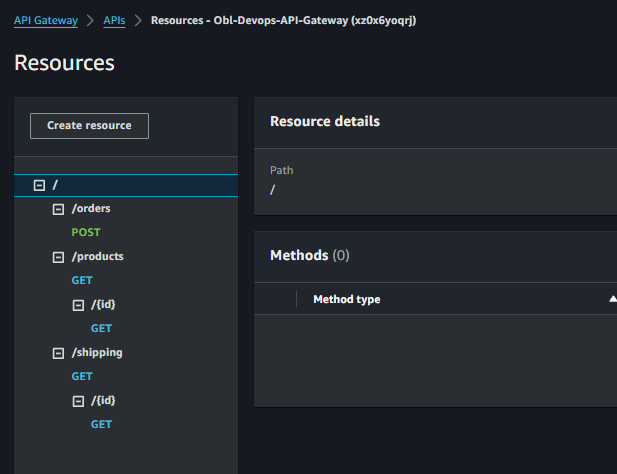 API Gateway > APIs > Resources - Obl-Devops-API-Gateway (xz0x6yoqrj)
Resources
Create resource
/
/orders
POST
/products
GET
/{id}
GET
/shipping
GET
/{id}
GET
Resource details
Path
/
Methods (0)
Method type